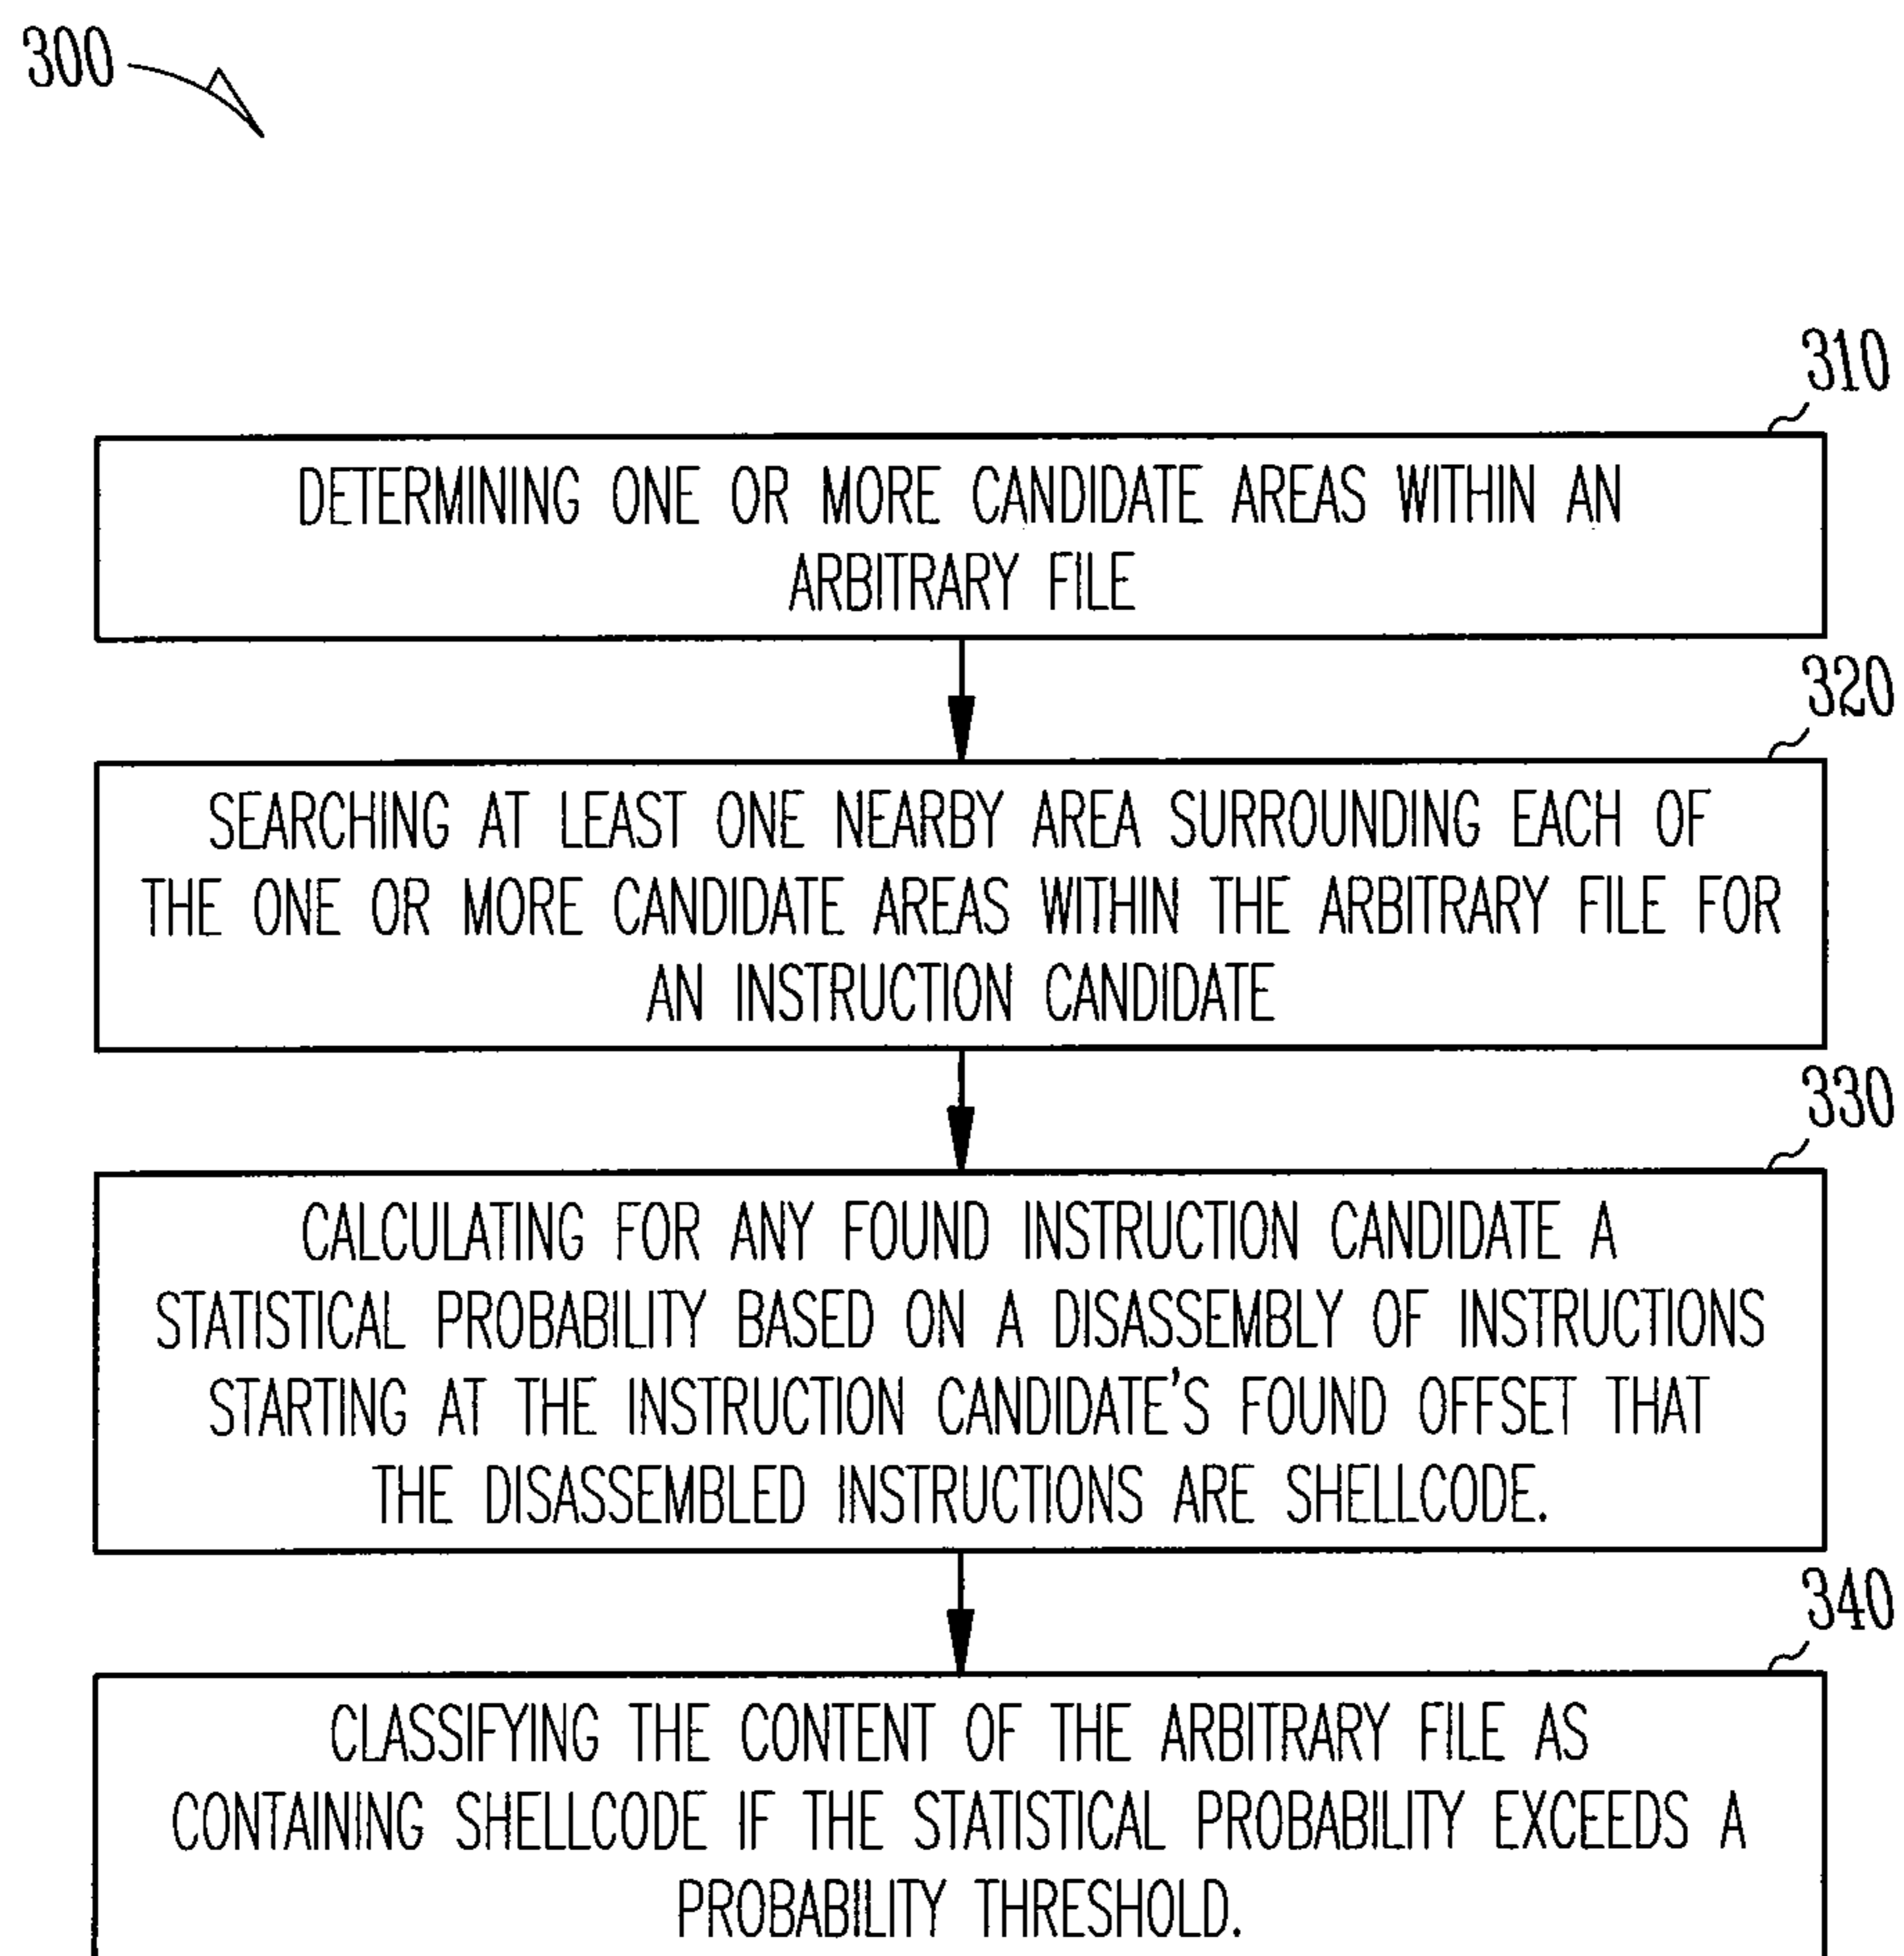 300
310
DETERMINING ONE OR MORE CANDIDATE AREAS WITHIN AN
ARBITRARY FILE
320
SEARCHING AT LEAST ONE NEARBY AREA SURROUNDING EACH OF
THE ONE OR MORE CANDIDATE AREAS WITHIN THE ARBITRARY FILE FOR
AN INSTRUCTION CANDIDATE
330
CALCULATING FOR ANY FOUND INSTRUCTION CANDIDATE A
STATISTICAL PROBABILITY BASED ON A DISASSEMBLY OF INSTRUCTIONS
STARTING AT THE INSTRUCTION CANDIDATE'S FOUND OFFSET THAT
THE DISASSEMBLED INSTRUCTIONS ARE SHELLCODE.
340
CLASSIFYING THE CONTENT OF THE ARBITRARY FILE AS
CONTAINING SHELLCODE IF THE STATISTICAL PROBABILITY EXCEEDS A
PROBABILITY THRESHOLD.